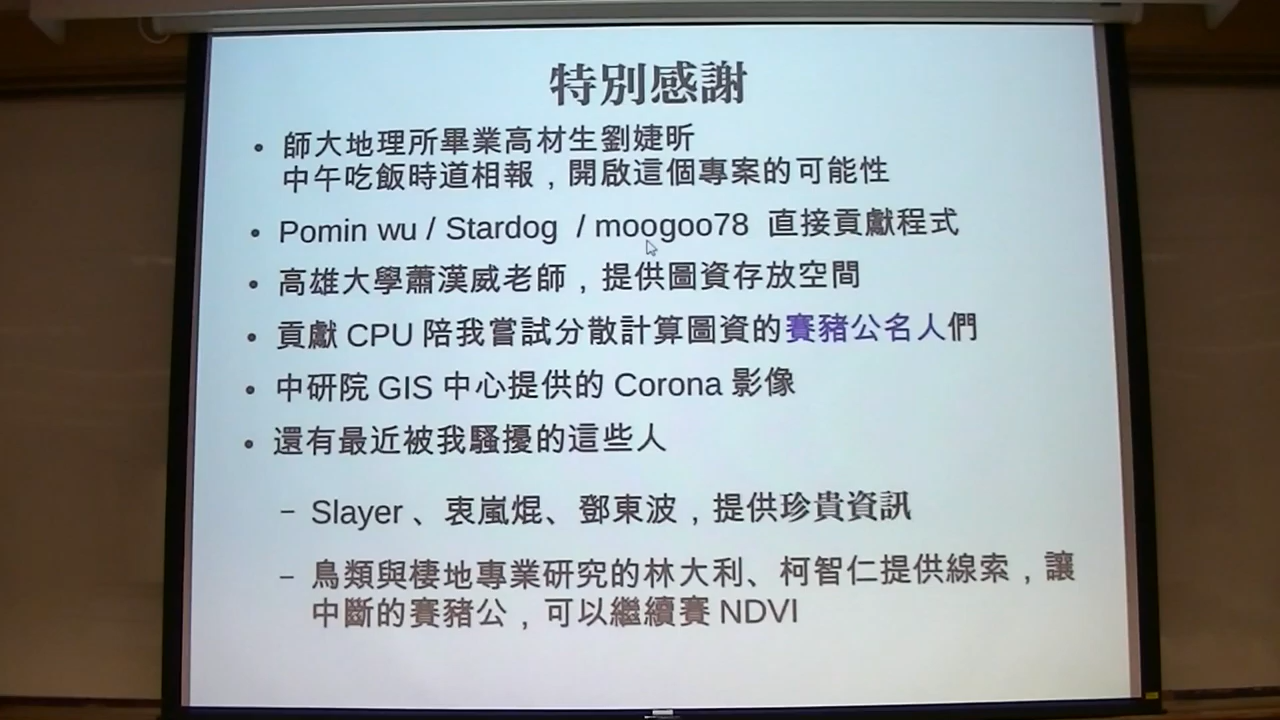 特別感謝
• 師大地理所畢業高材生劉婕昕
中午吃飯時道相報，開啟這個專案的可能性
• Pomin wu / Stardog / moogoo78 直接貢獻程式
• 高雄大學蕭漢威老師，提供圖資存放空間
• 貢獻 CPU 陪我嘗試分散計算圖資的賽豬公名人們
• 中研院 GIS 中心提供的 Corona 影像
• 還有最近被我騷擾的這些人
– Slayer 、衷嵐焜、鄧東波，提供珍貴資訊
– 鳥類與棲地專業研究的林大利、柯智仁提供線索，讓
中斷的賽豬公，可以繼續賽 NDVI